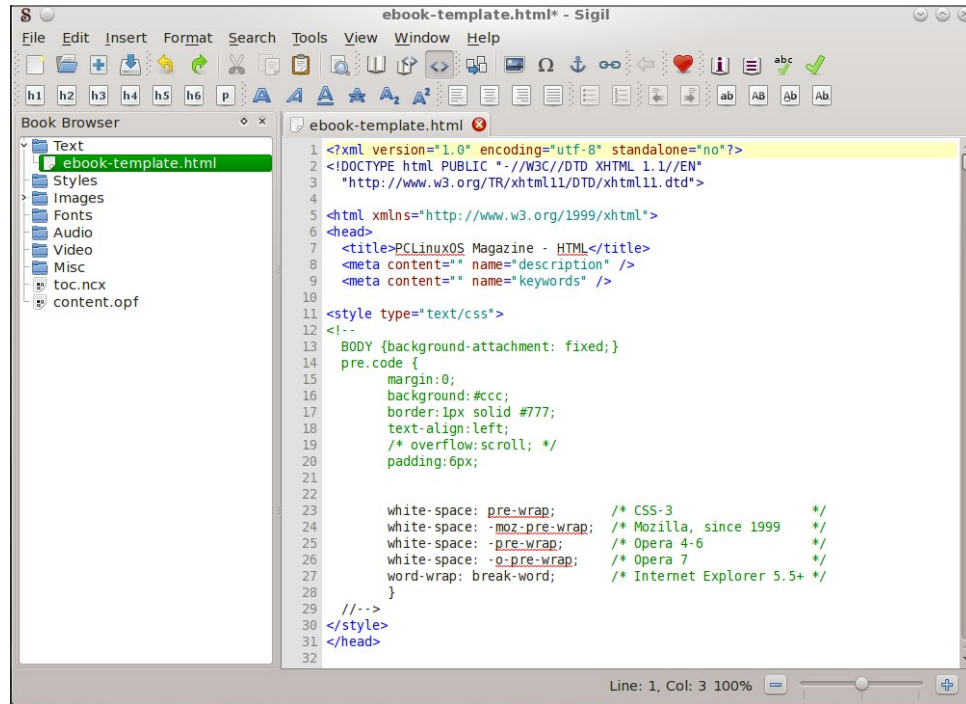 ebook-template.html* - Sigil
File Edit Insert Format Search Tools View Window Help
h1 h2 h3 h4 h5 h6 P A A A A A₂ A² ab AB Ab Ab
Book Browser
ebook-template.html
Text
ebook-template.html
Styles
Images
Fonts
Audio
Video
Misc
toc.ncx
content.opf
1 <?xml version="1.0" encoding="utf-8" standalone="no"?>
2 <!DOCTYPE html PUBLIC "-//W3C//DTD XHTML 1.1//EN"
3   "http://www.w3.org/TR/xhtml11/DTD/xhtml11.dtd">
4
5 <html xmlns="http://www.w3.org/1999/xhtml">
6 <head>
7   <title>PCLinuxOS Magazine - HTML</title>
8   <meta content="" name="description" />
9   <meta content="" name="keywords" />
10
11 <style type="text/css">
12 <!--
13   BODY {background-attachment: fixed;}
14   pre.code {
15         margin:0;
16         background:#ccc;
17         border:1px solid #777;
18         text-align:left;
19         /* overflow:scroll; */
20         padding:6px;
21
22
23         white-space: pre-wrap;       /* CSS-3                 */
24         white-space: -moz-pre-wrap;  /* Mozilla, since 1999   */
25         white-space: -pre-wrap;      /* Opera 4-6             */
26         white-space: -o-pre-wrap;    /* Opera 7               */
27         word-wrap: break-word;       /* Internet Explorer 5.5+ */
28         }
29   //-->
30 </style>
31 </head>
32
Line: 1, Col: 3 100%